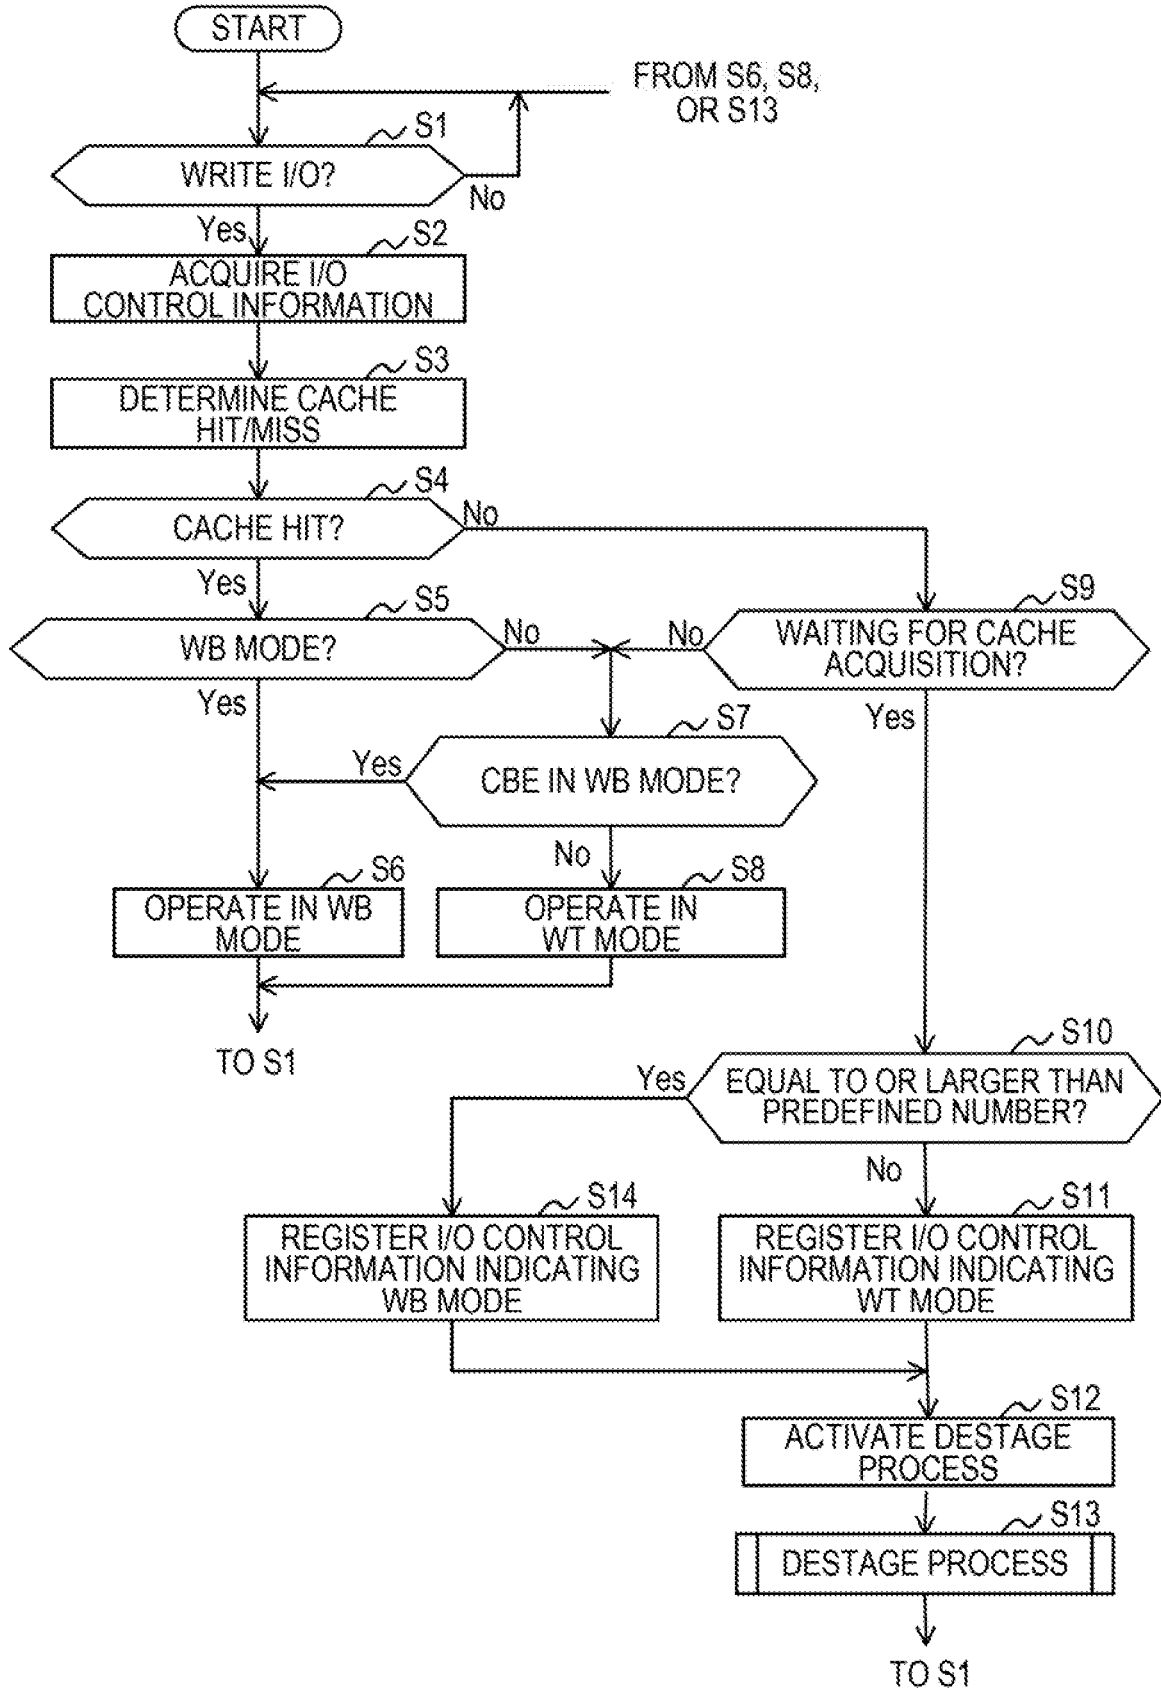 START
FROM S6, S8,
OR S13
S1
WRITE I/O?
No
Yes
S2
ACQUIRE I/O
CONTROL INFORMATION
S3
DETERMINE CACHE
HIT/MISS
S4
CACHE HIT?
No
Yes
S5
WB MODE?
No
Yes
S9
WAITING FOR CACHE
ACQUISITION?
No
Yes
S7
CBE IN WB MODE?
Yes
No
S6
OPERATE IN WB
MODE
S8
OPERATE IN
WT MODE
TO S1
S10
EQUAL TO OR LARGER THAN
PREDEFINED NUMBER?
Yes
No
S14
REGISTER I/O CONTROL
INFORMATION INDICATING
WB MODE
S11
REGISTER I/O CONTROL
INFORMATION INDICATING
WT MODE
S12
ACTIVATE DESTAGE
PROCESS
S13
DESTAGE PROCESS
TO S1